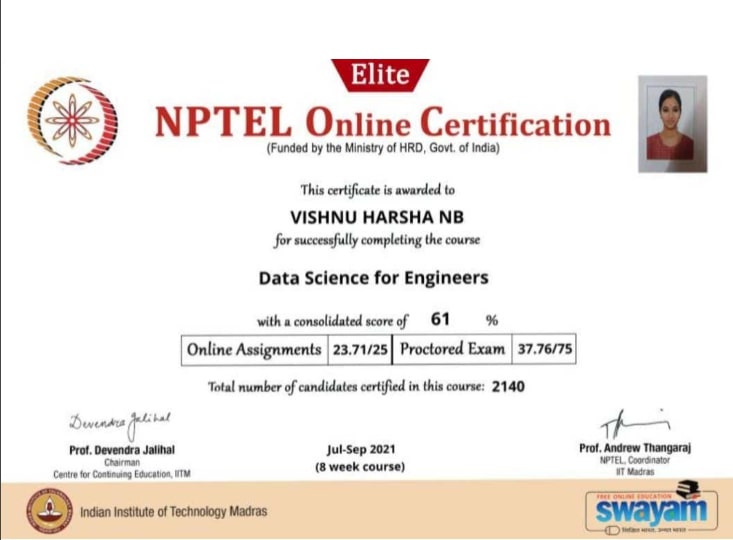 Elite
NPTEL Online Certification
(Funded by the Ministry of HRD, Govt. of India)
This certificate is awarded to
VISHNU HARSHA NB
for successfully completing the course
Data Science for Engineers
with a consolidated score of 61 %
Online Assignments 23.71/25 Proctored Exam 37.76/75
Total number of candidates certified in this course: 2140
Devendra Jalihal
Prof. Devendra Jalihal
Chairman
Centre for Continuing Education, IITM
Jul-Sep 2021
(8 week course)
Prof. Andrew Thangaraj
NPTEL, Coordinator
IIT Madras
Indian Institute of Technology Madras
FREE ONLINE EDUCATION
swayam
शिक्षित भारत, उन्नत भारत